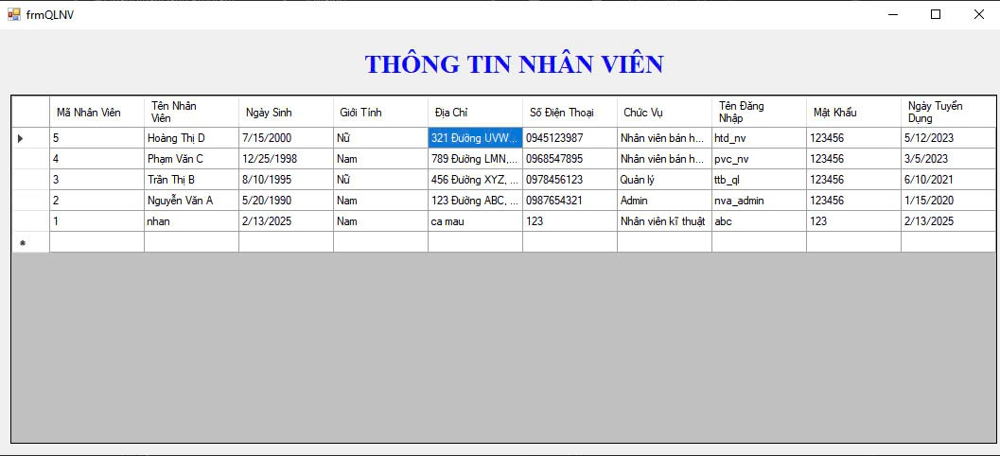 frmQLNV
THÔNG TIN NHÂN VIÊN
Mã Nhân Viên Tên Nhân Viên Ngày Sinh Giới Tính Địa Chỉ Số Điện Thoại Chức Vụ Tên Đăng Nhập Mật Khẩu Ngày Tuyển Dụng
5 Hoàng Thị D 7/15/2000 Nữ 321 Đường UVW... 0945123987 Nhân viên bán h... htd_nv 123456 5/12/2023
4 Phạm Văn C 12/25/1998 Nam 789 Đường LMN,... 0968547895 Nhân viên bán h... pvc_nv 123456 3/5/2023
3 Trần Thị B 8/10/1995 Nữ 456 Đường XYZ, ... 0978456123 Quản lý ttb_ql 123456 6/10/2021
2 Nguyễn Văn A 5/20/1990 Nam 123 Đường ABC, ... 0987654321 Admin nva_admin 123456 1/15/2020
1 nhan 2/13/2025 Nam ca mau 123 Nhân viên kĩ thuật abc 123 2/13/2025